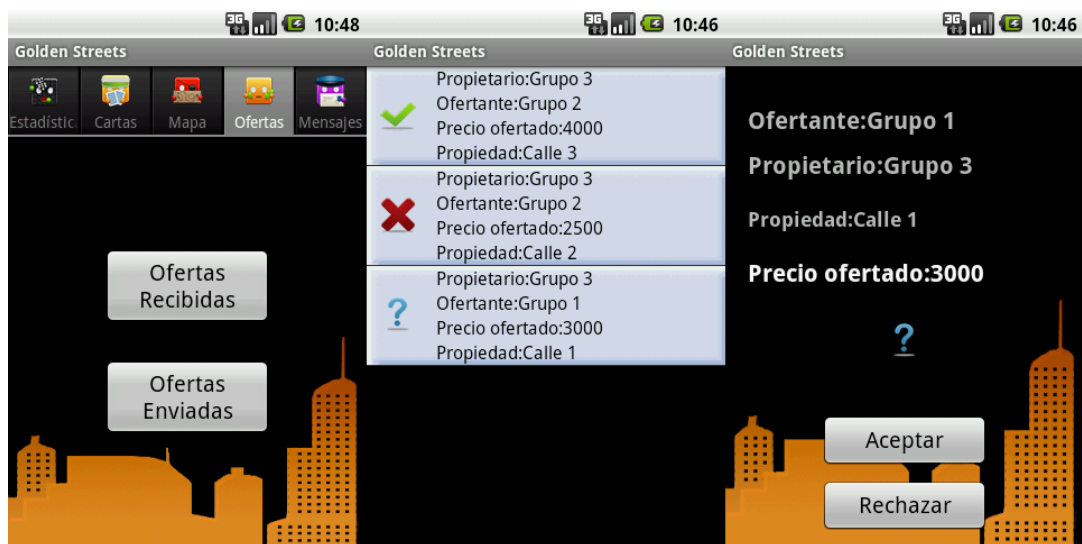 3G 10:48
Golden Streets
Estadístic
Cartas
Mapa
Ofertas
Mensajes
Ofertas
Recibidas
Ofertas
Enviadas
3G 10:46
Golden Streets
Propietario:Grupo 3
Ofertante:Grupo 2
Precio ofertado:4000
Propiedad:Calle 3
Propietario:Grupo 3
Ofertante:Grupo 2
Precio ofertado:2500
Propiedad:Calle 2
Propietario:Grupo 3
Ofertante:Grupo 1
Precio ofertado:3000
Propiedad:Calle 1
3G 10:46
Golden Streets
Ofertante:Grupo 1
Propietario:Grupo 3
Propiedad:Calle 1
Precio ofertado:3000
?
Aceptar
Rechazar